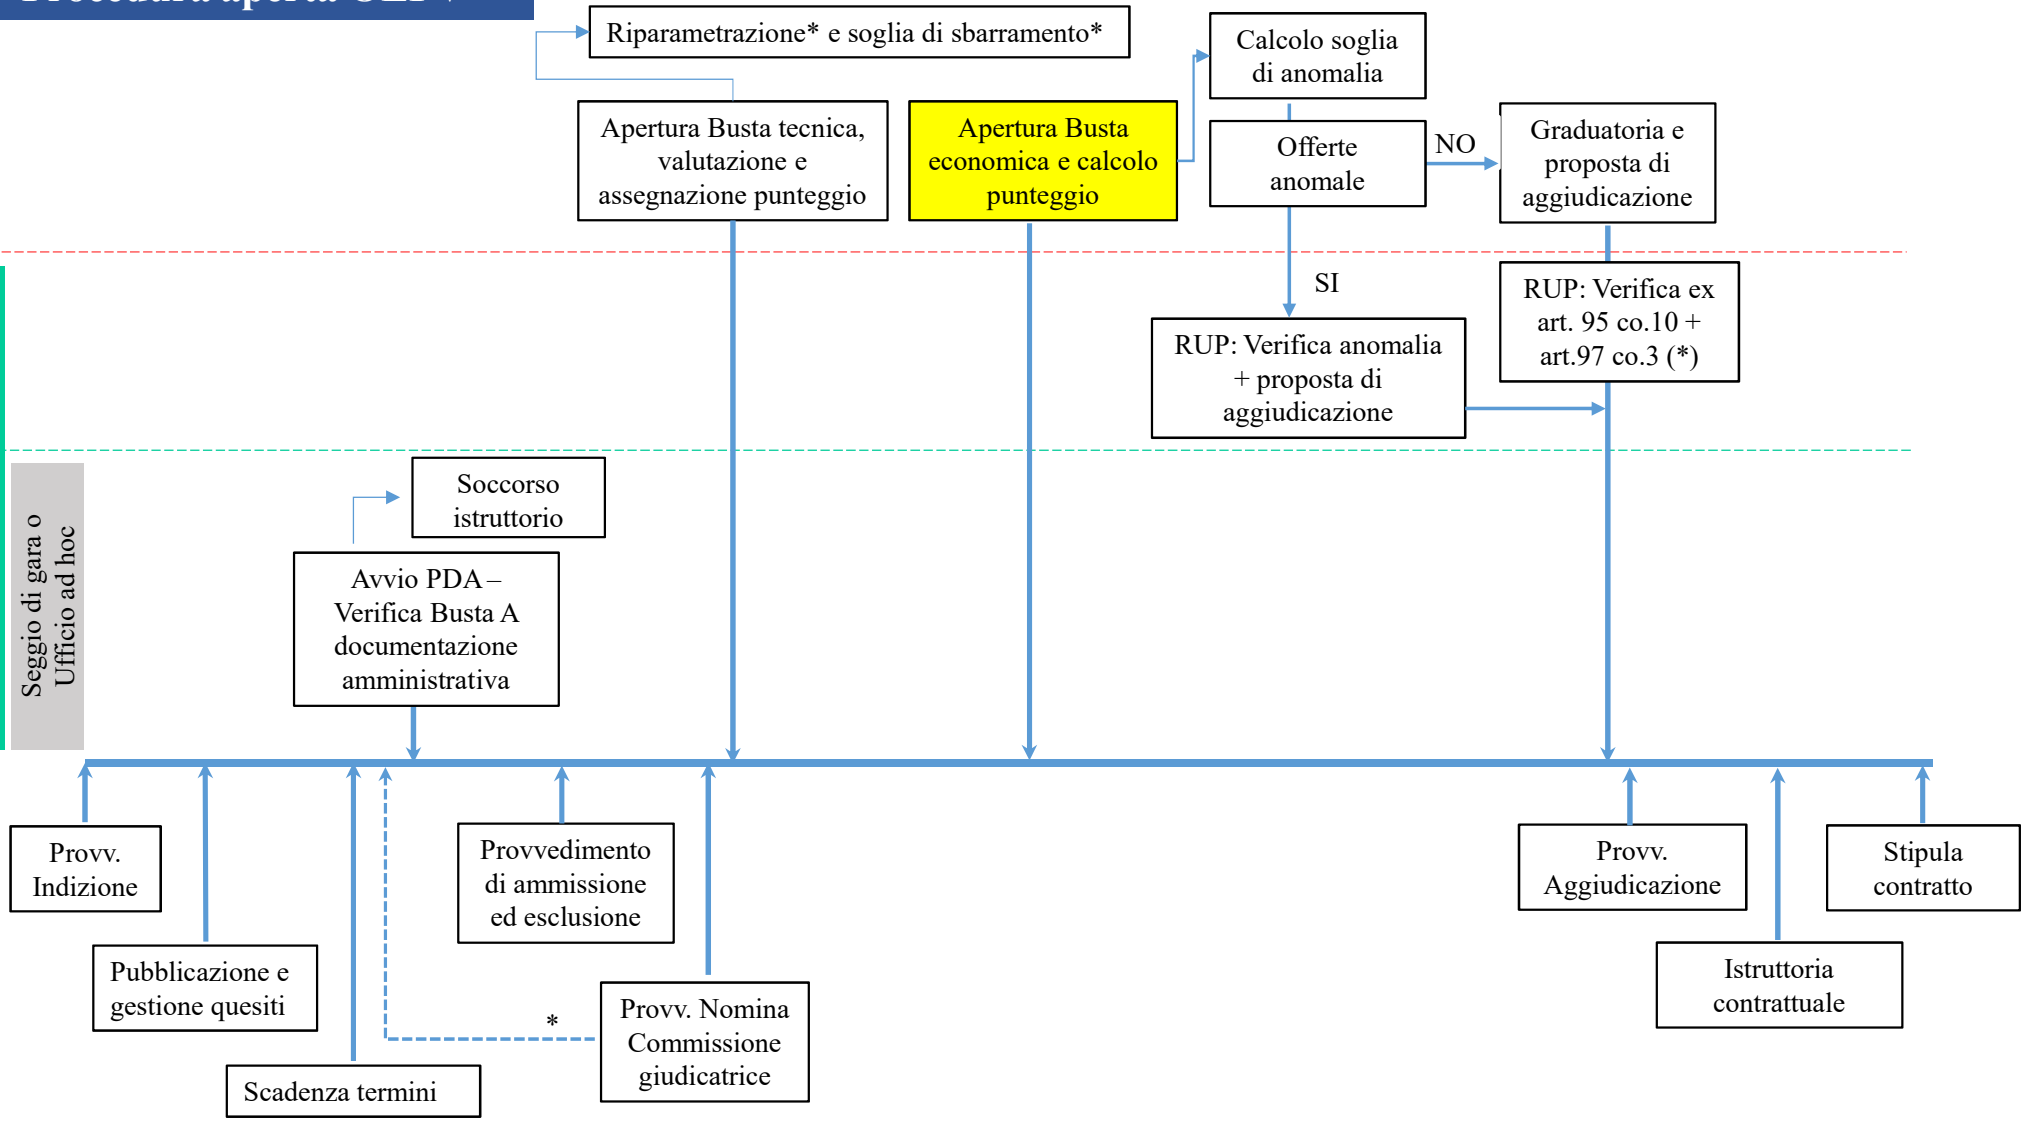 Procedura aperta OEPV
Riparametrazione* e soglia di sbarramento*
Calcolo soglia
di anomalia
Apertura Busta tecnica,
valutazione e
assegnazione punteggio
Apertura Busta
economica e calcolo
punteggio
Offerte
anomale
NO
Graduatoria e
proposta di
aggiudicazione
SI
RUP: Verifica ex
art. 95 co.10 +
art.97 co.3 (*)
RUP: Verifica anomalia
+ proposta di
aggiudicazione
Seggio di gara o
Ufficio ad hoc
Soccorso
istruttorio
Avvio PDA –
Verifica Busta A
documentazione
amministrativa
Provv.
Indizione
Provvedimento
di ammissione
ed esclusione
Provv.
Aggiudicazione
Stipula
contratto
Pubblicazione e
gestione quesiti
*
Provv. Nomina
Commissione
giudicatrice
Istruttoria
contrattuale
Scadenza termini